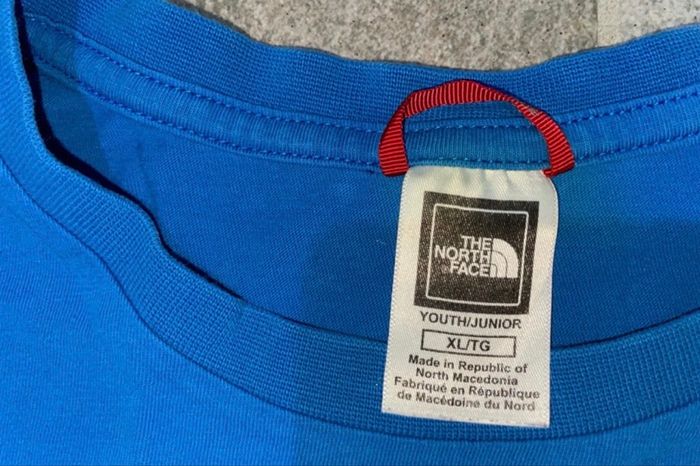 THE
NORTH
FACE
YOUTH/JUNIOR
XL/TG
Made in Republic of
North Macedonia
Fabriqué en République
de Macédoine du Nord